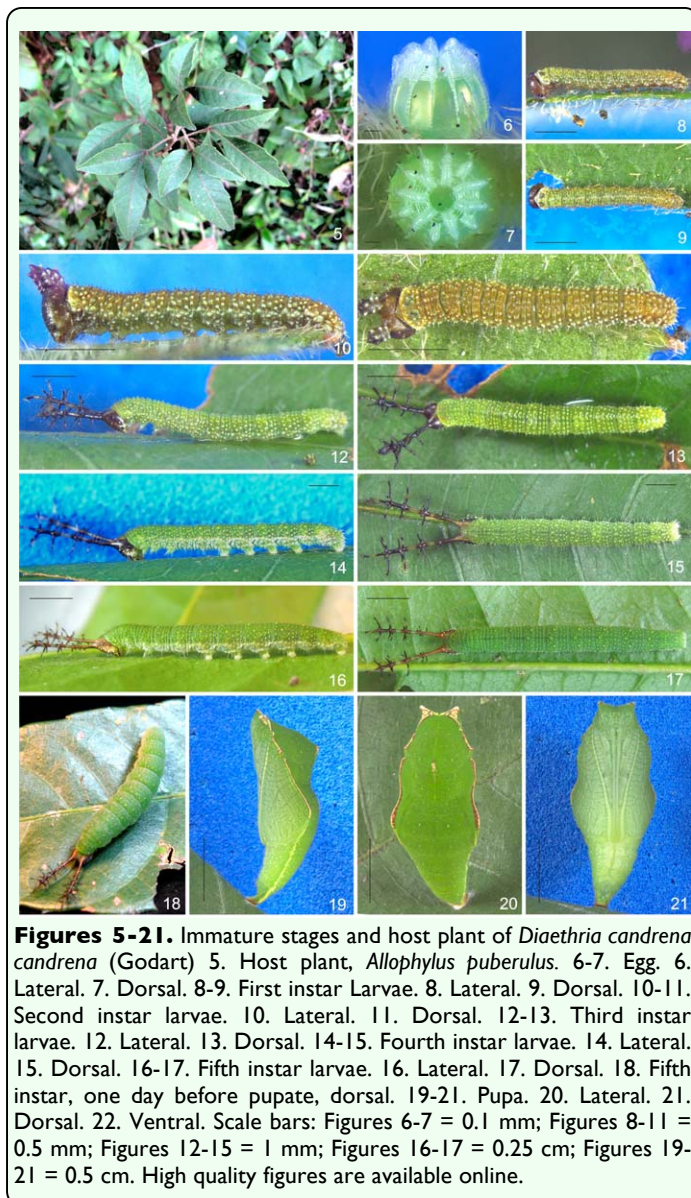 5
6
7
8
9
10
12
13
14
15
16
17
18
19
20
21
Figures 5-21. Immature stages and host plant of Diaethria candrena
candrena (Godart) 5. Host plant, Allophylus puberulus. 6-7. Egg. 6.
Lateral. 7. Dorsal. 8-9. First instar Larvae. 8. Lateral. 9. Dorsal. 10-11.
Second instar larvae. 10. Lateral. 11. Dorsal. 12-13. Third instar
larvae. 12. Lateral. 13. Dorsal. 14-15. Fourth instar larvae. 14. Lateral.
15. Dorsal. 16-17. Fifth instar larvae. 16. Lateral. 17. Dorsal. 18. Fifth
instar, one day before pupate, dorsal. 19-21. Pupa. 20. Lateral. 21.
Dorsal. 22. Ventral. Scale bars: Figures 6-7 = 0.1 mm; Figures 8-11 =
0.5 mm; Figures 12-15 = 1 mm; Figures 16-17 = 0.25 cm; Figures 19-
21 = 0.5 cm. High quality figures are available online.